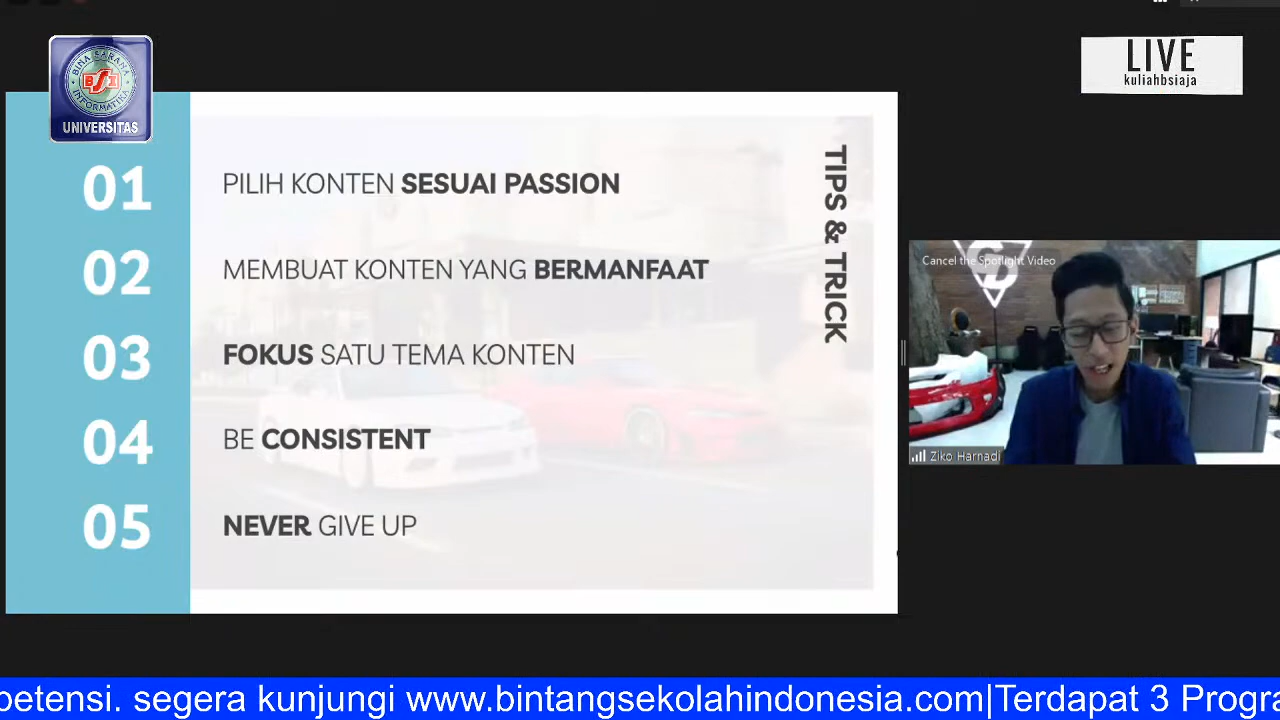 BINA SARANA
BSI
INFORMATIKA
UNIVERSITAS
LIVE
kuliahbsiaja
01
PILIH KONTEN SESUAI PASSION
02
MEMBUAT KONTEN YANG BERMANFAAT
03
FOKUS SATU TEMA KONTEN
04
BE CONSISTENT
05
NEVER GIVE UP
TIPS & TRICK
Cancel the Spotlight Video
Ziko Harnadi
petensi. segera kunjungi www.bintangsekolahindonesia.com|Terdapat 3 Progra